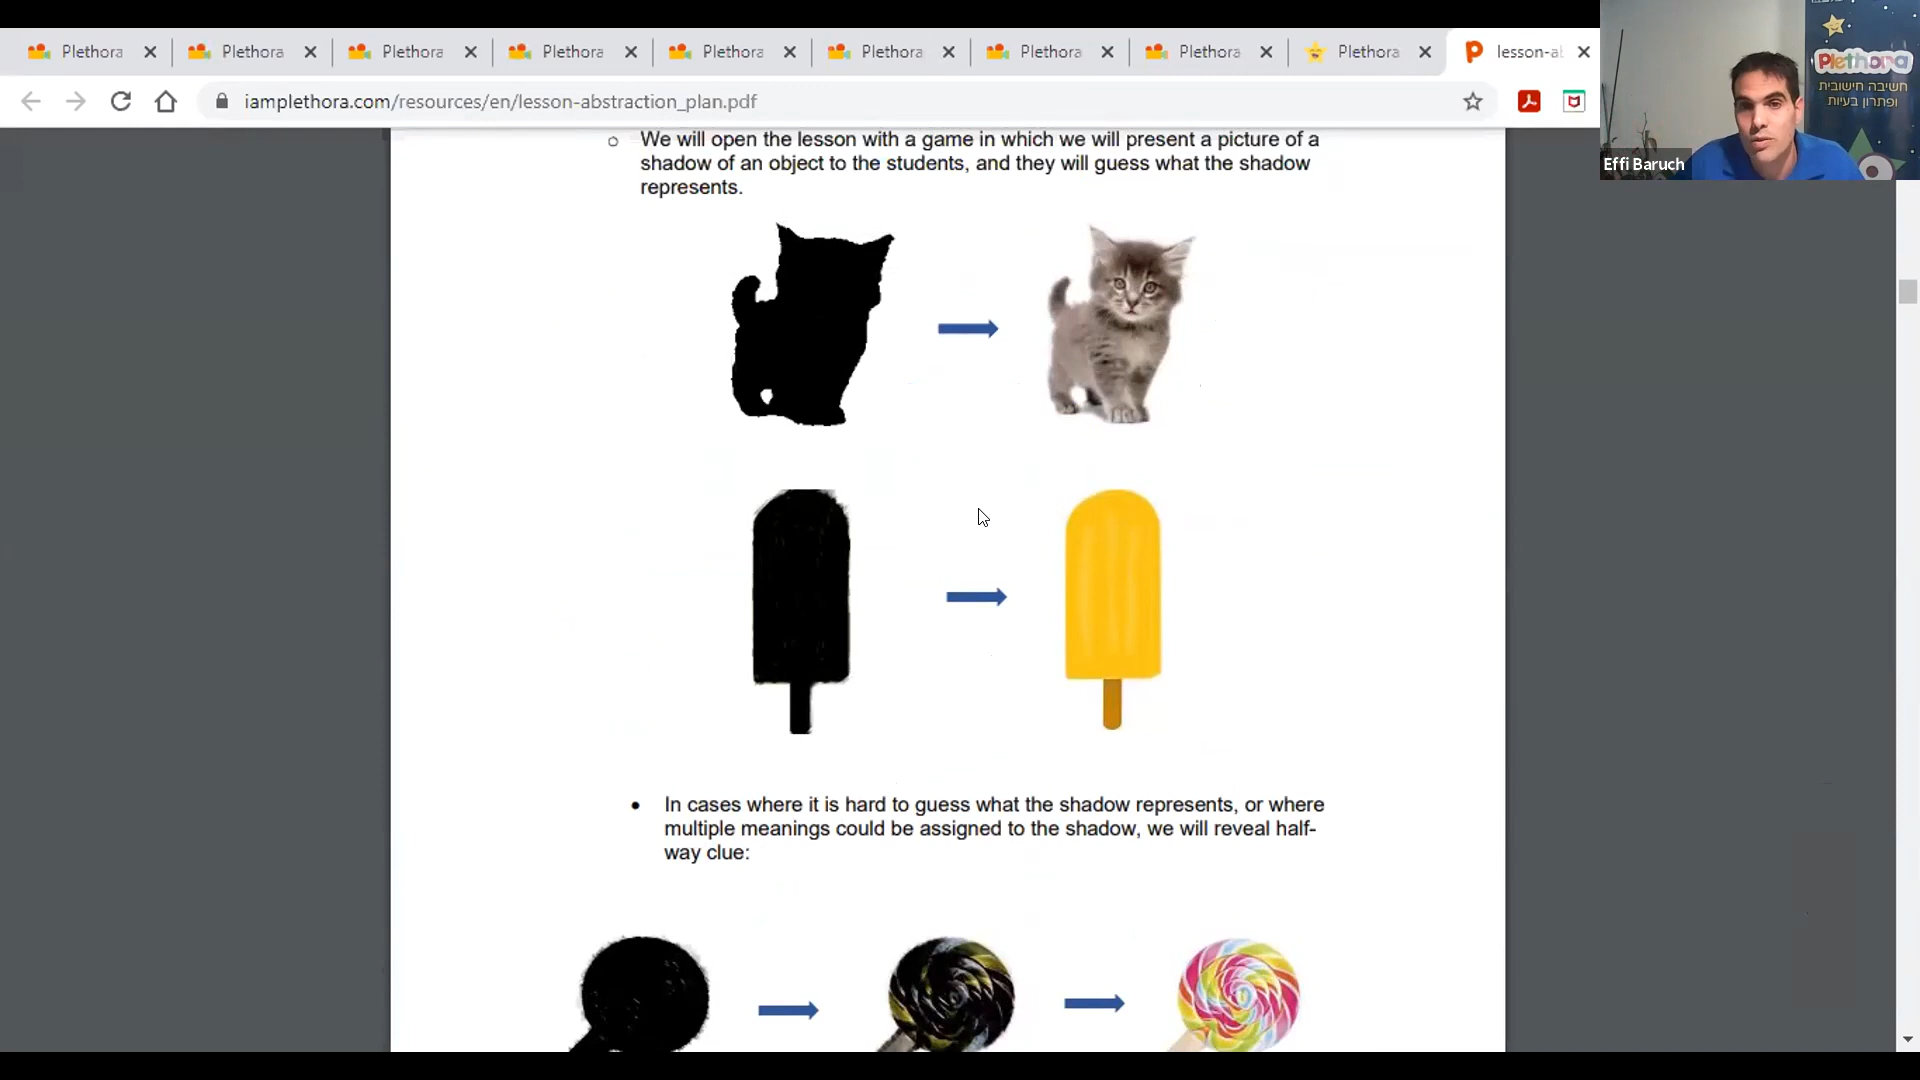 Plethora
Plethora
Plethora
Plethora
Plethora
Plethora
Plethora
Plethora
Plethora
lesson-ab
iamplethora.com/resources/en/lesson-abstraction_plan.pdf
Plethora
חשיבה חישובית
ופתרון בעיות
Effi Baruch
We will open the lesson with a game in which we will present a picture of a
shadow of an object to the students, and they will guess what the shadow
represents.
In cases where it is hard to guess what the shadow represents, or where
multiple meanings could be assigned to the shadow, we will reveal half-
way clue: